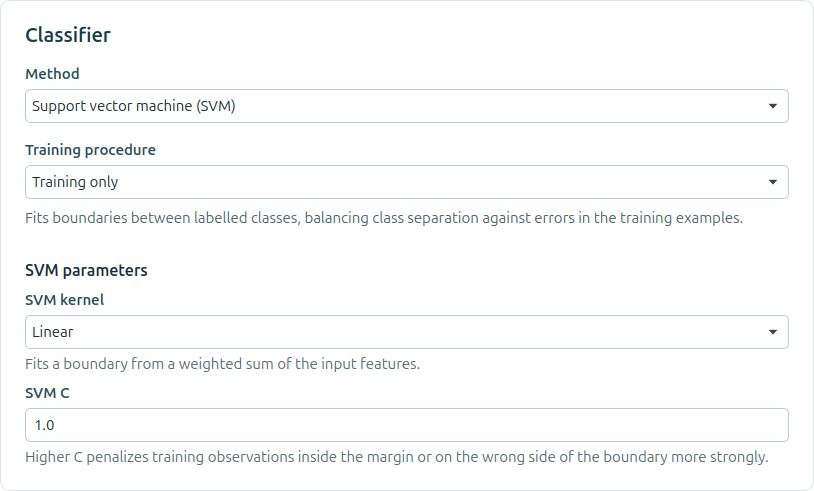 Classifier
Method
Support vector machine (SVM)
Training procedure
Training only
Fits boundaries between labelled classes, balancing class separation against errors in the training examples.
SVM parameters
SVM kernel
Linear
Fits a boundary from a weighted sum of the input features.
SVM C
1.0
Higher C penalizes training observations inside the margin or on the wrong side of the boundary more strongly.